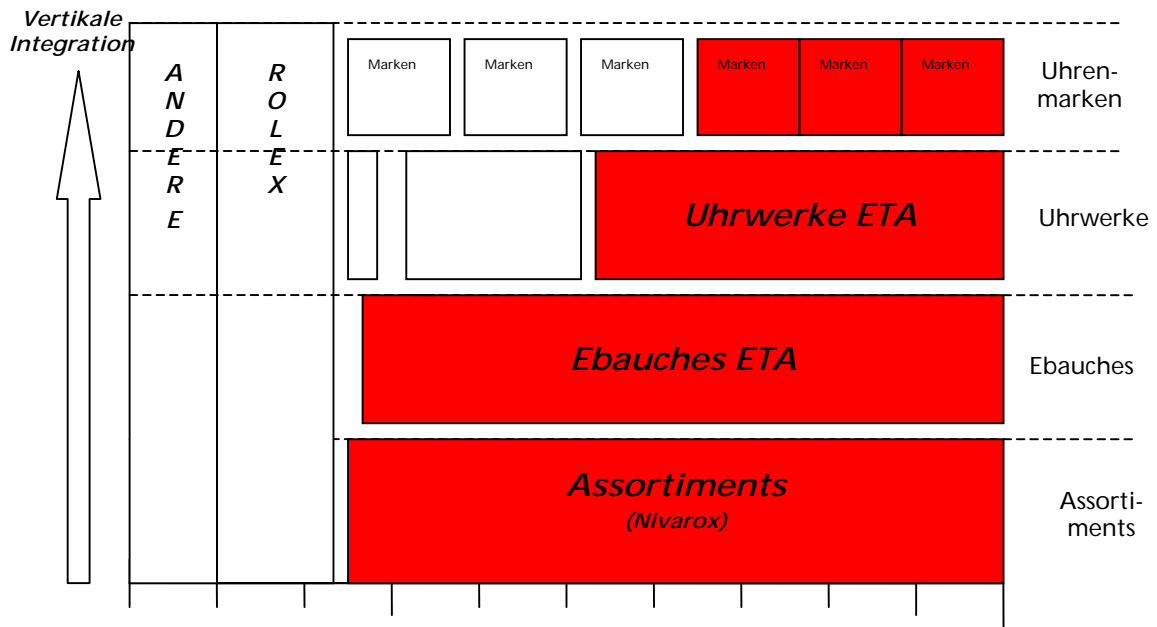 Vertikale
Integration
A
N
D
E
R
E
R
O
L
E
X
Marken
Marken
Marken
Marken
Marken
Marken
Uhren-
marken
Uhrwerke ETA
Uhrwerke
Ebauches ETA
Ebauches
Assortiments
(Nivarox)
Assorti-
ments